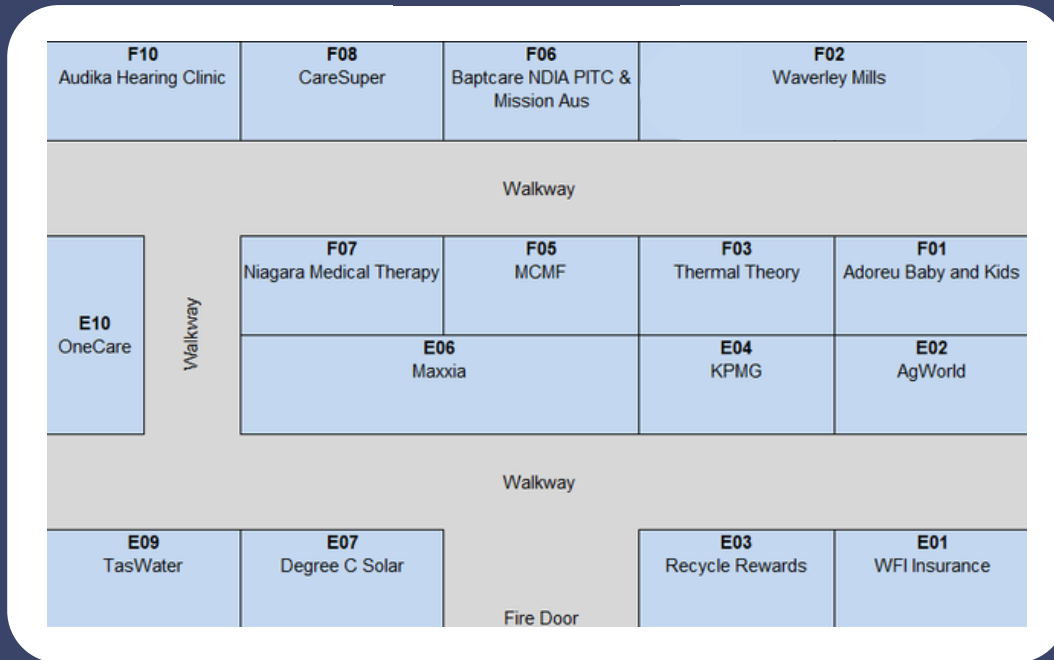 F10
Audika Hearing Clinic
F08
CareSuper
F06
Baptcare NDIA PITC &
Mission Aus
F02
Waverley Mills
Walkway
F07
Niagara Medical Therapy
F05
MCMF
F03
Thermal Theory
F01
Adoreu Baby and Kids
E10
OneCare
Walkway
E06
Maxxia
E04
KPMG
E02
AgWorld
Walkway
E09
TasWater
E07
Degree C Solar
E03
Recycle Rewards
E01
WFI Insurance
Fire Door